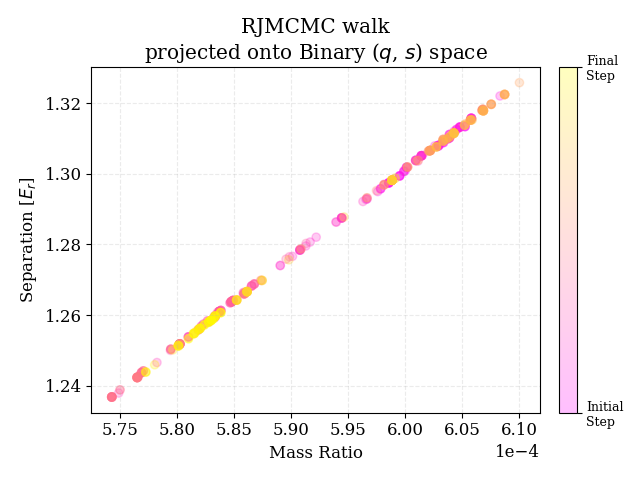 RJMCMC walk
projected onto Binary (q, s) space
Separation [E_r]
1.32
1.30
1.28
1.26
1.24
5.75 5.80 5.85 5.90 5.95 6.00 6.05 6.10
1e−4
Mass Ratio
Final
Step
Initial
Step